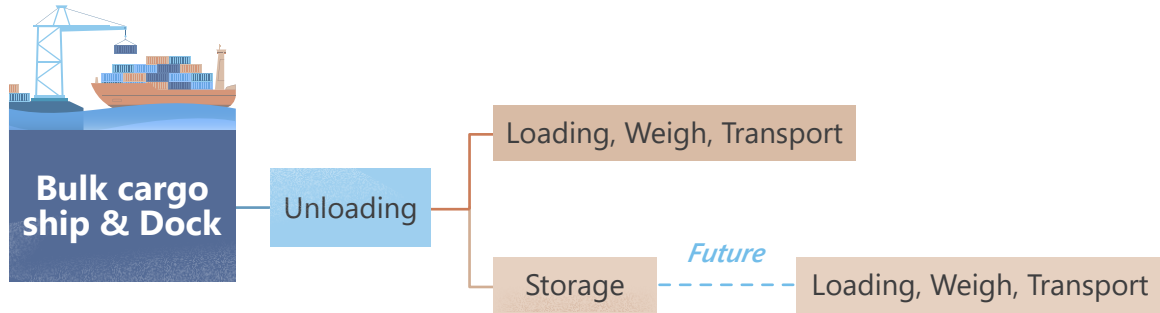 Bulk cargo
ship & Dock
Unloading
Loading, Weigh, Transport
Storage
Future
Loading, Weigh, Transport